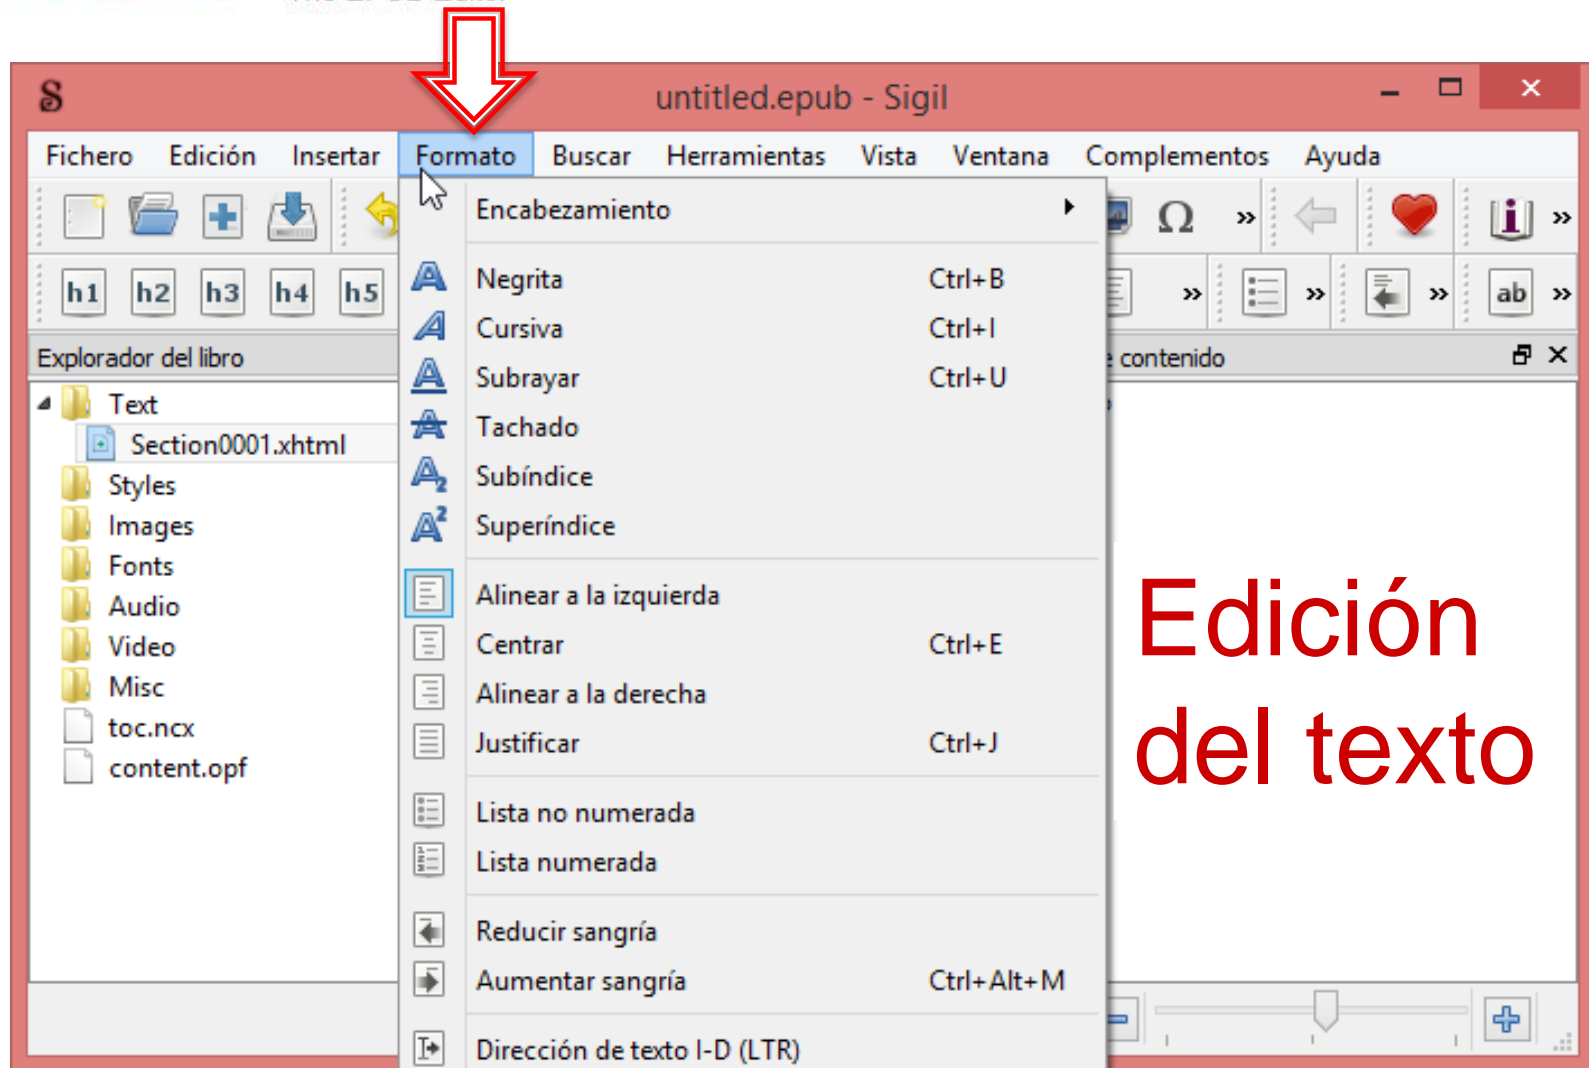 untitled.epub - Sigil
Fichero Edición Insertar Formato Buscar Herramientas Vista Ventana Complementos Ayuda
h1 h2 h3 h4 h5 ab
Explorador del libro
contenido
Text
Section0001.xhtml
Styles
Images
Fonts
Audio
Video
Misc
toc.ncx
content.opf
Encabezamiento
Negrita Ctrl+B
Cursiva Ctrl+I
Subrayar Ctrl+U
Tachado
Subíndice
Superíndice
Alinear a la izquierda
Centrar Ctrl+E
Alinear a la derecha
Justificar Ctrl+J
Lista no numerada
Lista numerada
Reducir sangría
Aumentar sangría Ctrl+Alt+M
Dirección de texto I-D (LTR)
Edición
del texto